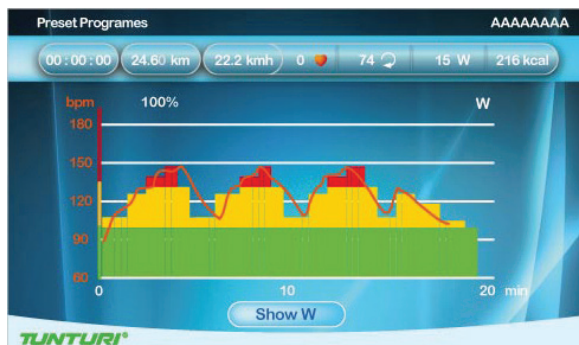 Preset Programes AAAAAAAA
00:00:00 24.60 km 22.2 kmh 0 74 15 W 216 kcal
bpm 100% W
180
150
120
90
60
0 10 20 min
Show W
TUNTURI®